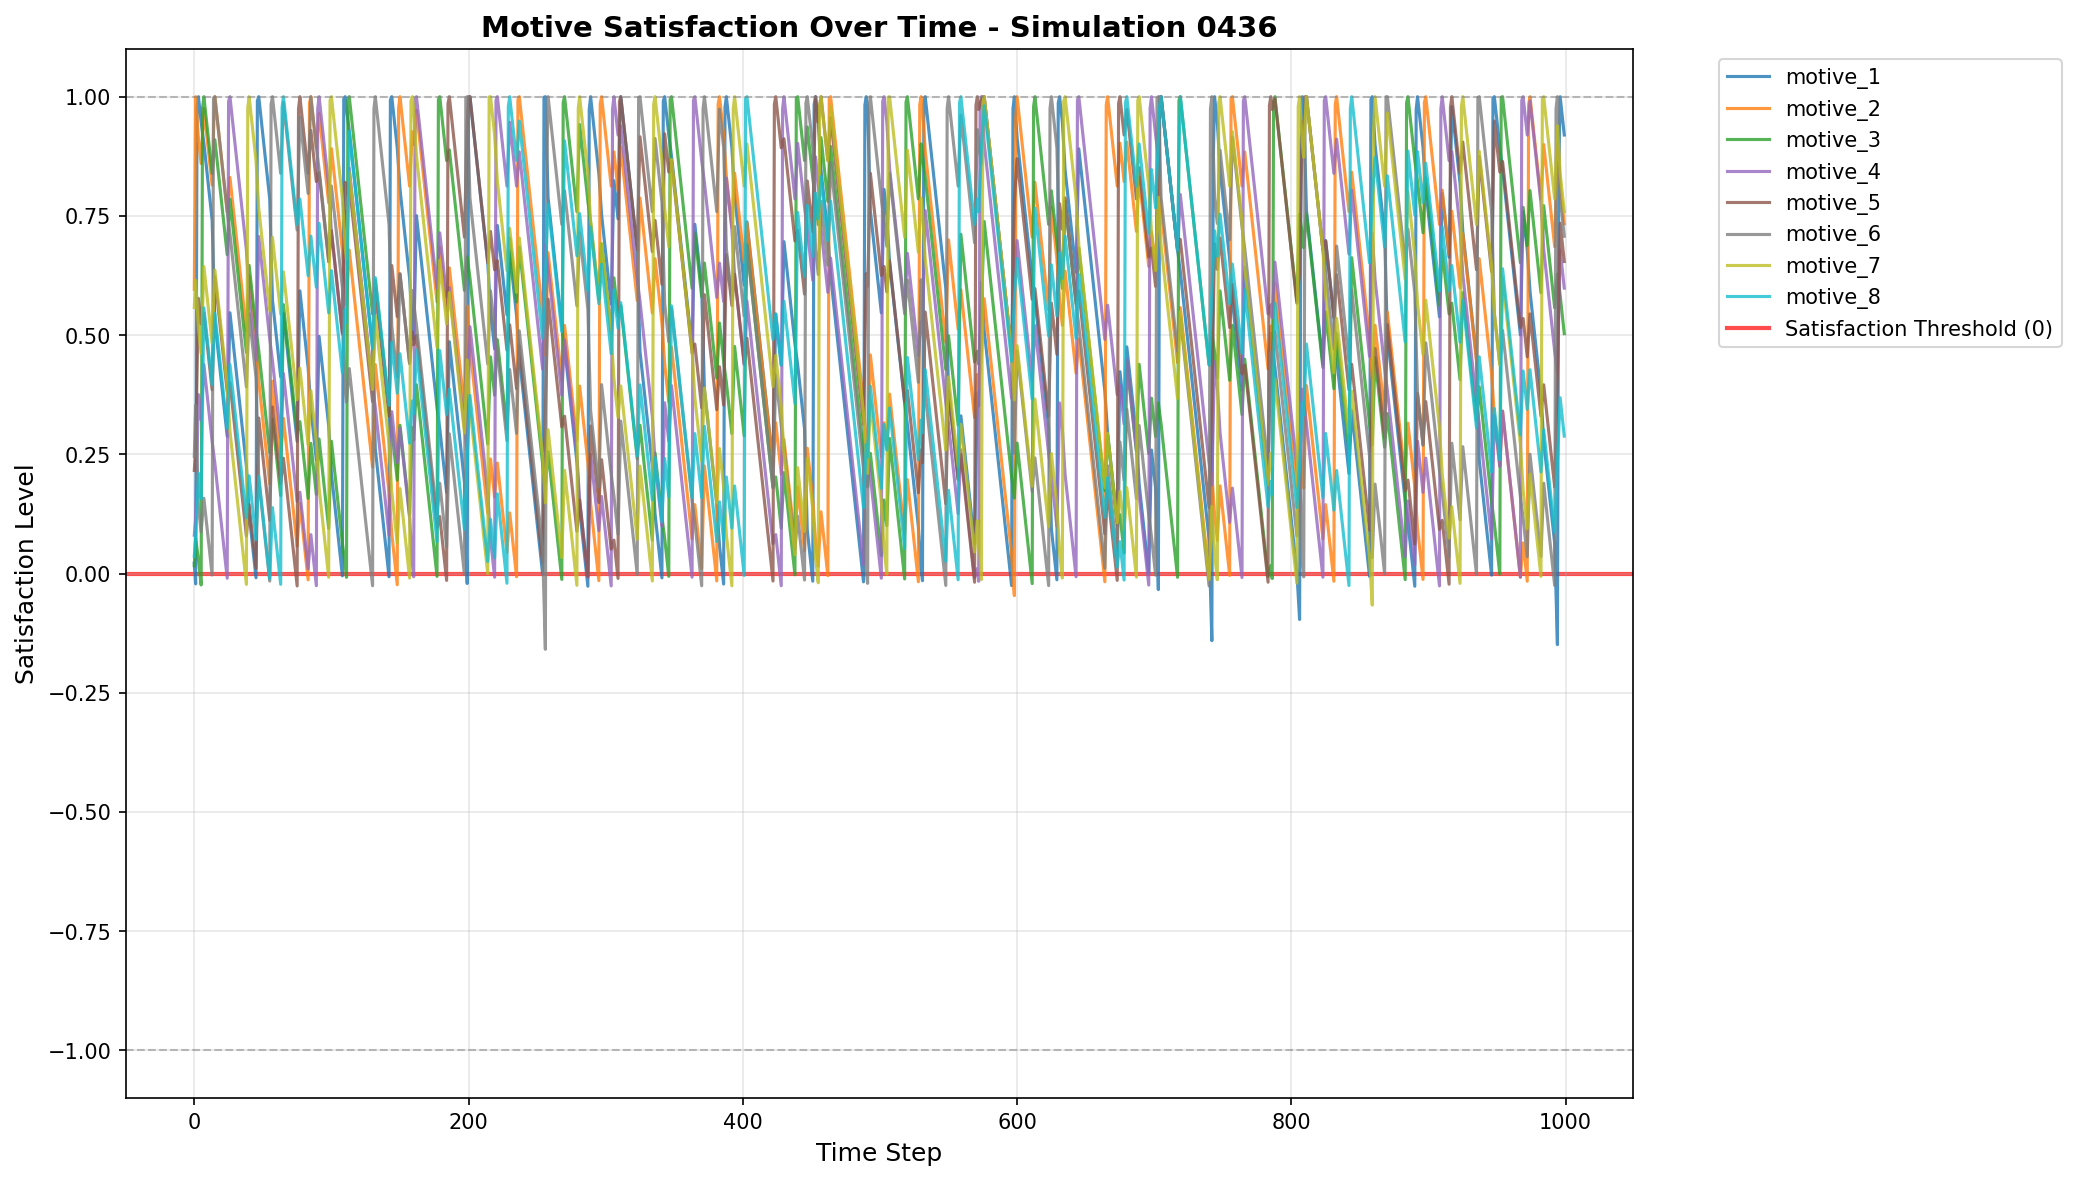 Motive Satisfaction Over Time - Simulation 0436
Satisfaction Level
1.00
0.75
0.50
0.25
0.00
−0.25
−0.50
−0.75
−1.00
0
200
400
600
800
1000
Time Step
motive_1
motive_2
motive_3
motive_4
motive_5
motive_6
motive_7
motive_8
Satisfaction Threshold (0)